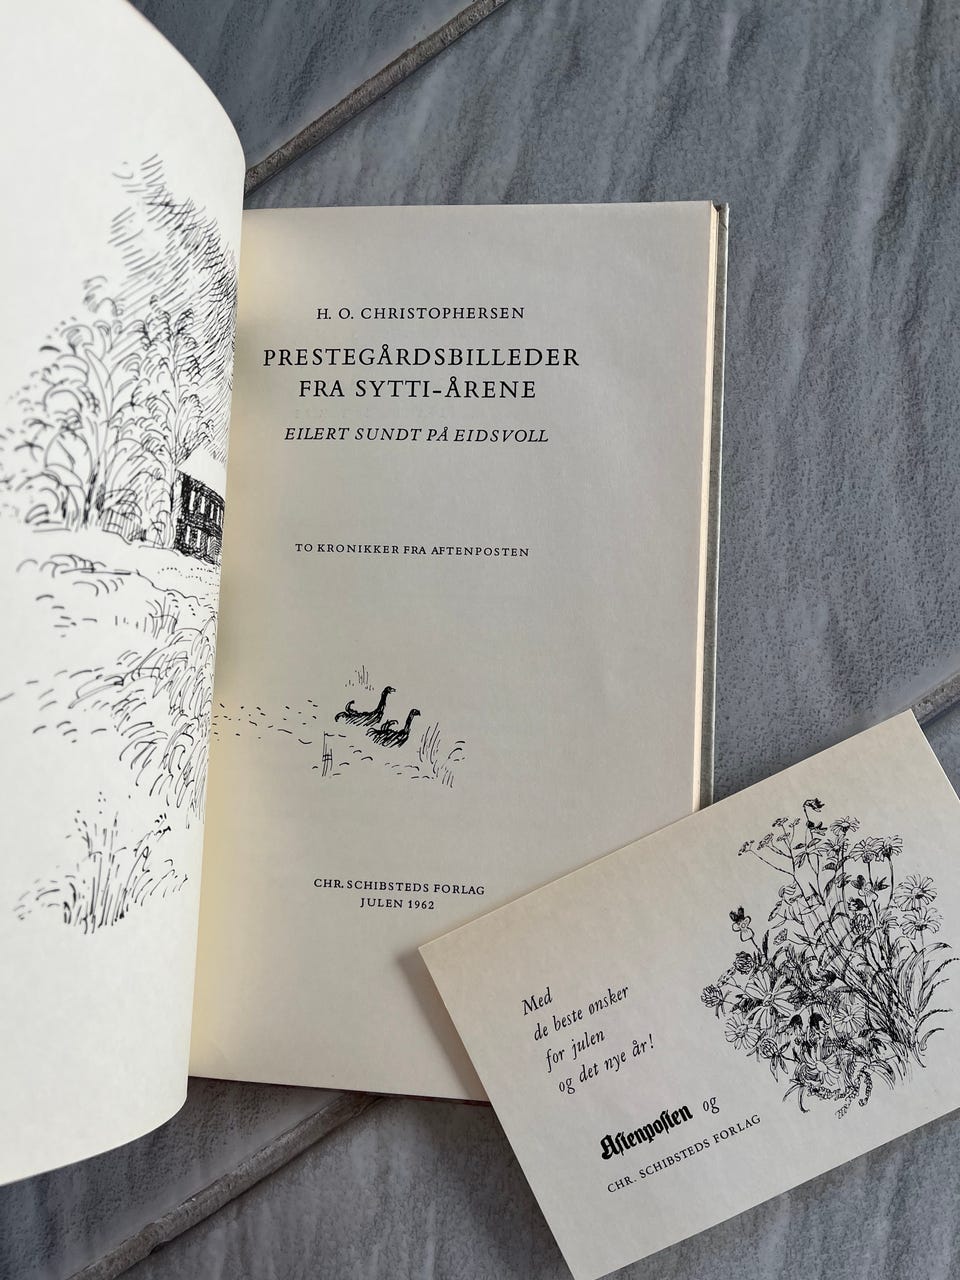 H. O. CHRISTOPHERSEN
PRESTEGÅRDSBILLEDER
FRA SYTTI-ÅRENE
EILERT SUNDT PÅ EIDSVOLL
TO KRONIKKER FRA AFTENPOSTEN
CHR. SCHIBSTEDS FORLAG
JULEN 1962
Med
de beste ønsker
for julen
og det nye år!
Aftenposten og
CHR. SCHIBSTEDS FORLAG